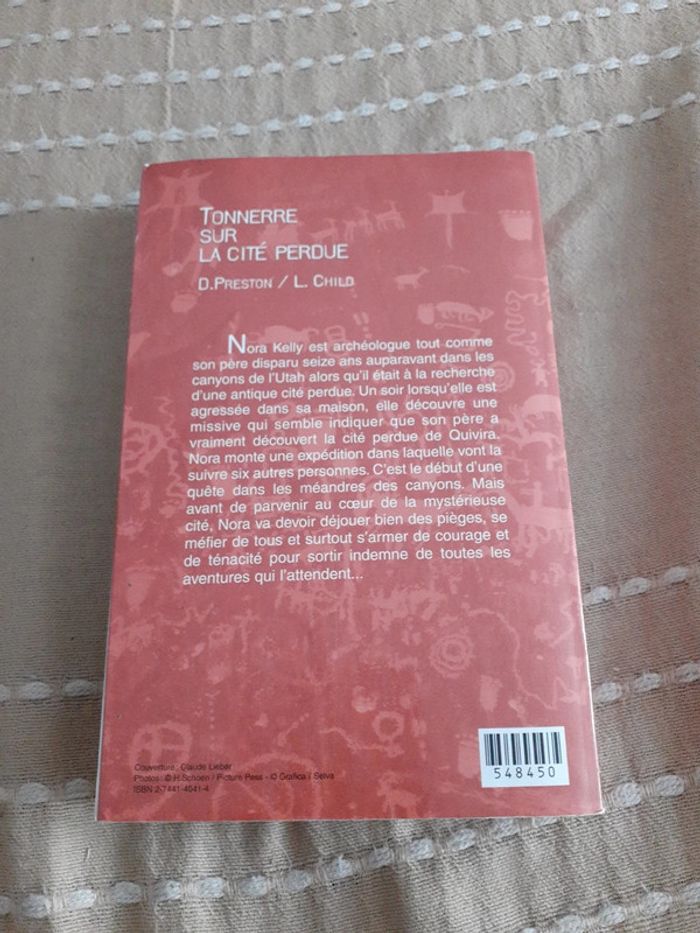 TONNERRE
SUR
LA CITÉ PERDUE
D.PRESTON / L. CHILD
Nora Kelly est archéologue tout comme
son père disparu seize ans auparavant dans les
canyons de l'Utah alors qu'il était à la recherche
d'une antique cité perdue. Un soir lorsqu'elle est
agressée dans sa maison, elle découvre une
missive qui semble indiquer que son père a
vraiment découvert la cité perdue de Quivira.
Nora monte une expédition dans laquelle vont la
suivre six autres personnes. C'est le début d'une
quête dans les méandres des canyons. Mais
avant de parvenir au cœur de la mystérieuse
cité, Nora va devoir déjouer bien des pièges, se
méfier de tous et surtout s'armer de courage et
de ténacité pour sortir indemne de toutes les
aventures qui l'attendent...
Couverture : Claude Lieber
Photos : © H.Schoen / Picture Press - © Grafica / Selva
ISBN 2-7441-4041-4
548450